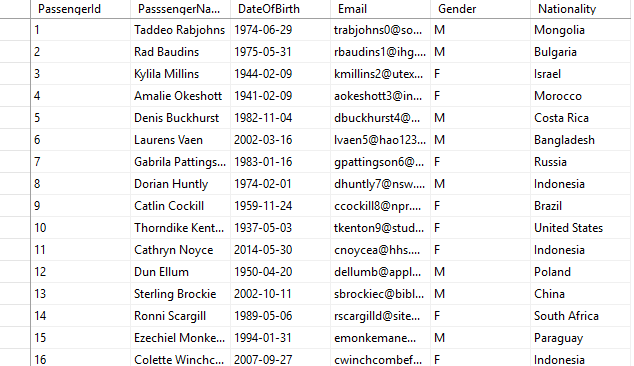 PassengerId PasssengerNa... DateOfBirth Email Gender Nationality
1 Taddeo Rabjohns 1974-06-29 trabjohns0@so... M Mongolia
2 Rad Baudins 1975-05-31 rbaudins1@ihg.... M Bulgaria
3 Kylila Millins 1944-02-09 kmillins2@utex... F Israel
4 Amalie Okeshott 1941-02-09 aokeshott3@in... F Morocco
5 Denis Buckhurst 1982-11-04 dbuckhurst4@... M Costa Rica
6 Laurens Vaen 2002-03-16 lvaen5@hao123... M Bangladesh
7 Gabrila Pattings... 1983-01-16 gpattingson6@... F Russia
8 Dorian Huntly 1974-02-01 dhuntly7@nsw.... M Indonesia
9 Catlin Cockill 1959-11-24 ccockill8@npr.... F Brazil
10 Thorndike Kent... 1937-05-03 tkenton9@stud... F United States
11 Cathryn Noyce 2014-05-30 cnoycea@hhs.... F Indonesia
12 Dun Ellum 1950-04-20 dellumb@appl... M Poland
13 Sterling Brockie 2002-10-11 sbrockiec@bibl... M China
14 Ronni Scargill 1989-05-06 rscargilld@site... F South Africa
15 Ezechiel Monke... 1994-01-31 emonkemane... M Paraguay
16 Colette Winchc... 2007-09-27 cwinchcombef... F Indonesia